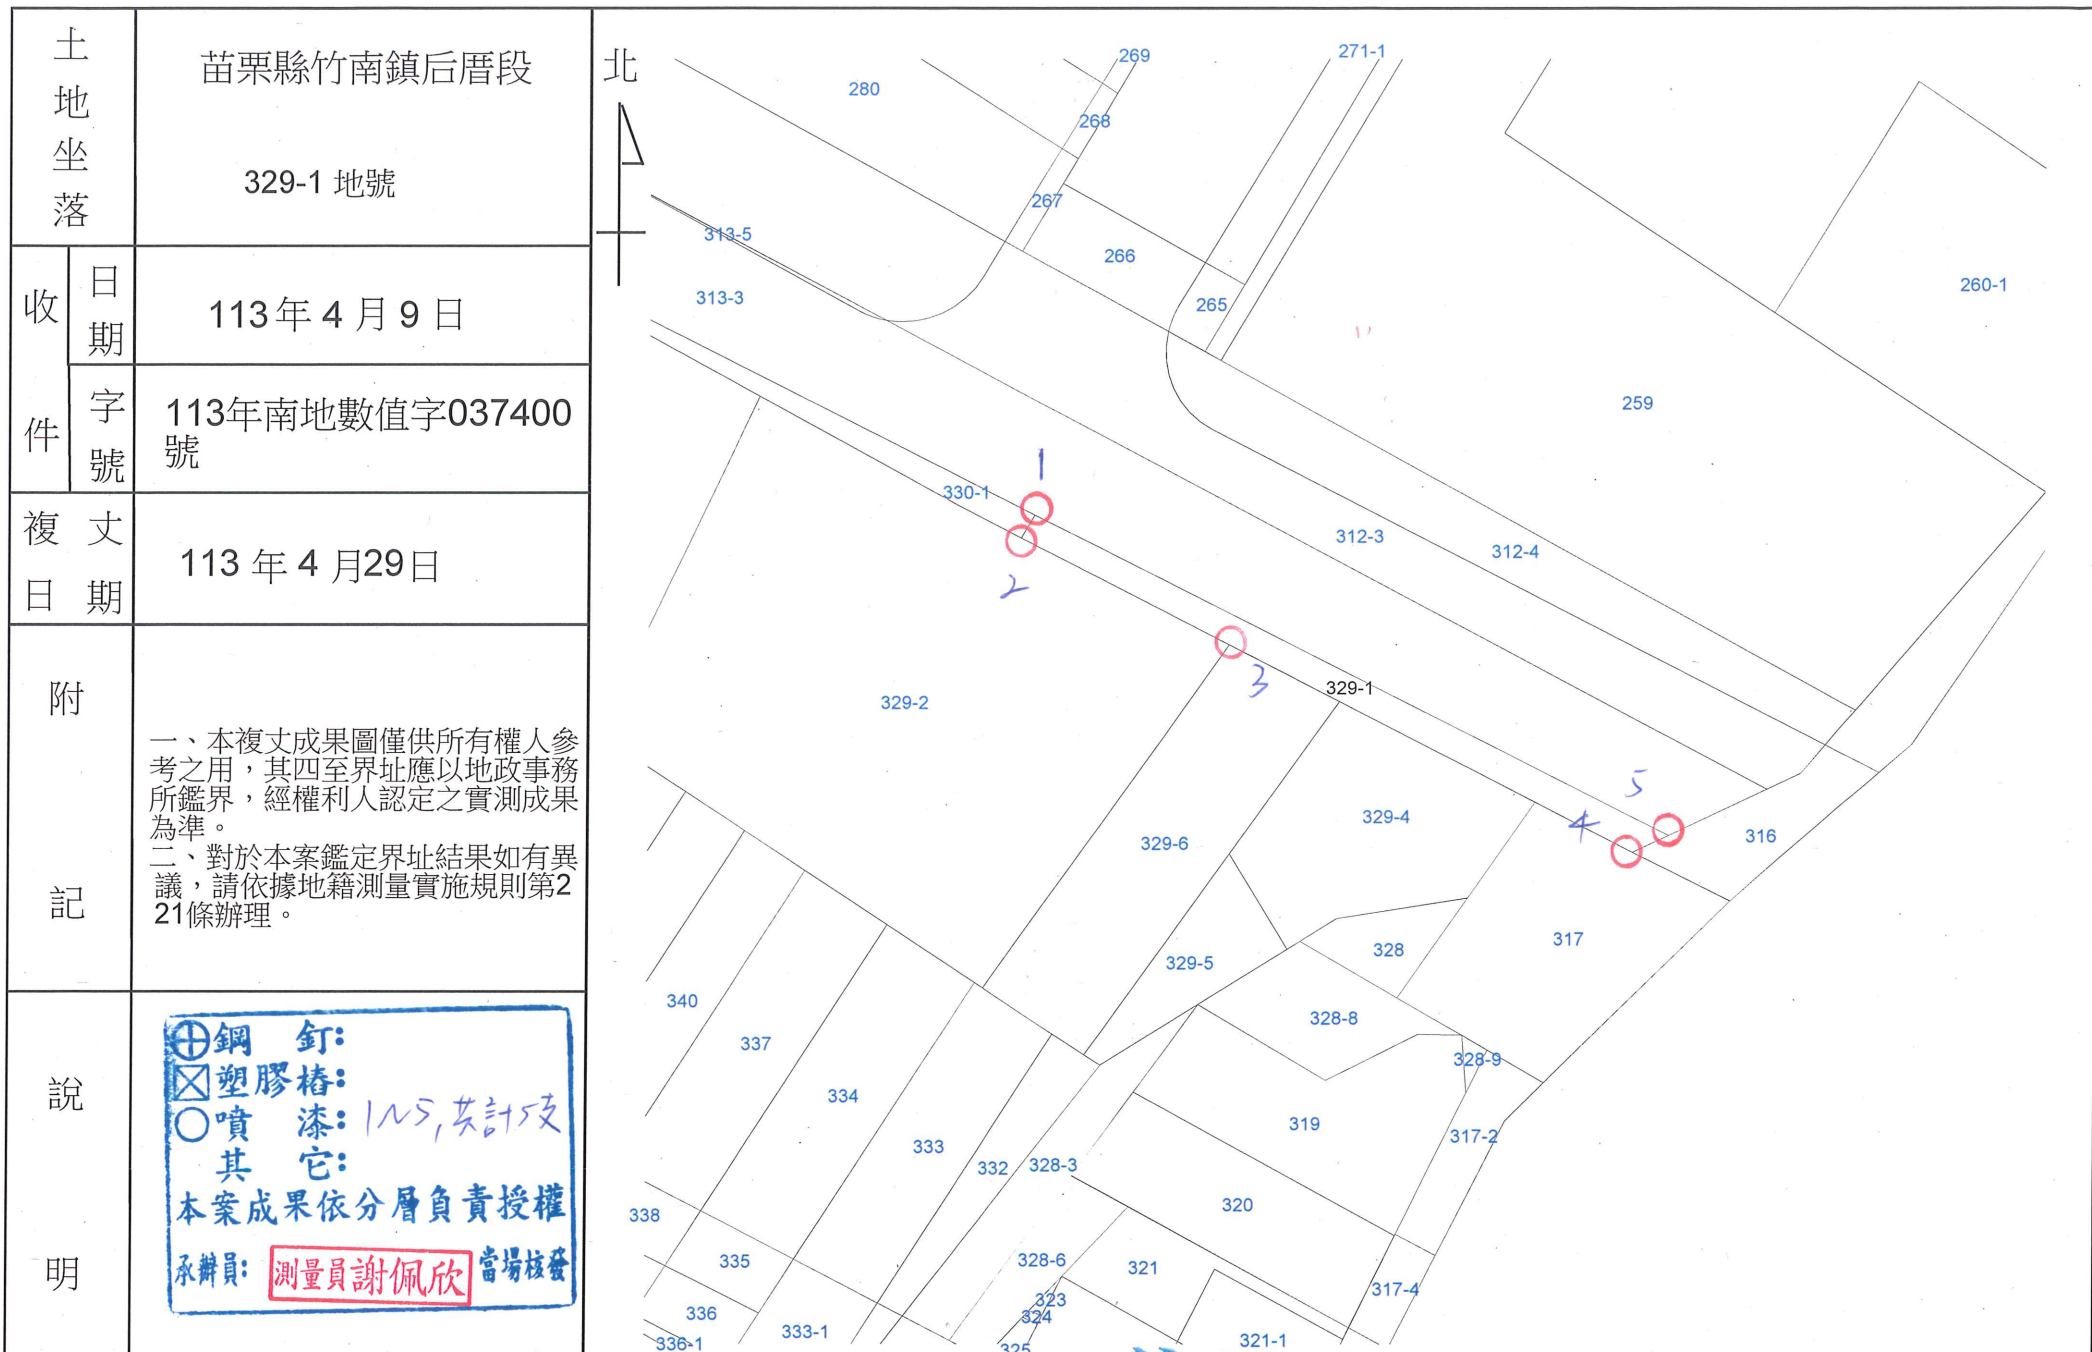 土地坐落
苗栗縣竹南鎮后厝段
329-1 地號
收件
日期
113年 4 月 9 日
字號
113年南地數值字037400
號
複丈
日期
113 年 4 月29日
附記
一、本複丈成果圖僅供所有權人參
考之用，其四至界址應以地政事務
所鑑界，經權利人認定之實測成果
為準。
二、對於本案鑑定界址結果如有異
議，請依據地籍測量實施規則第2
21條辦理。
說明
鋼 釘：
塑膠樁：
噴 漆：1~5,共計5支
其 它：
本案成果依分層負責授權
承辦員： 測量員謝佩欣 當場核發
北
269
271-1
280
268
267
313-5
266
313-3
265
260-1
259
1
330-1
312-3
312-4
2
3
329-1
329-2
5
4
329-4
316
329-6
317
328
329-5
340
328-8
337
328-9
334
319
317-2
333
332
328-3
320
338
335
328-6
321
317-4
323
324
336
333-1
325
321-1
336-1